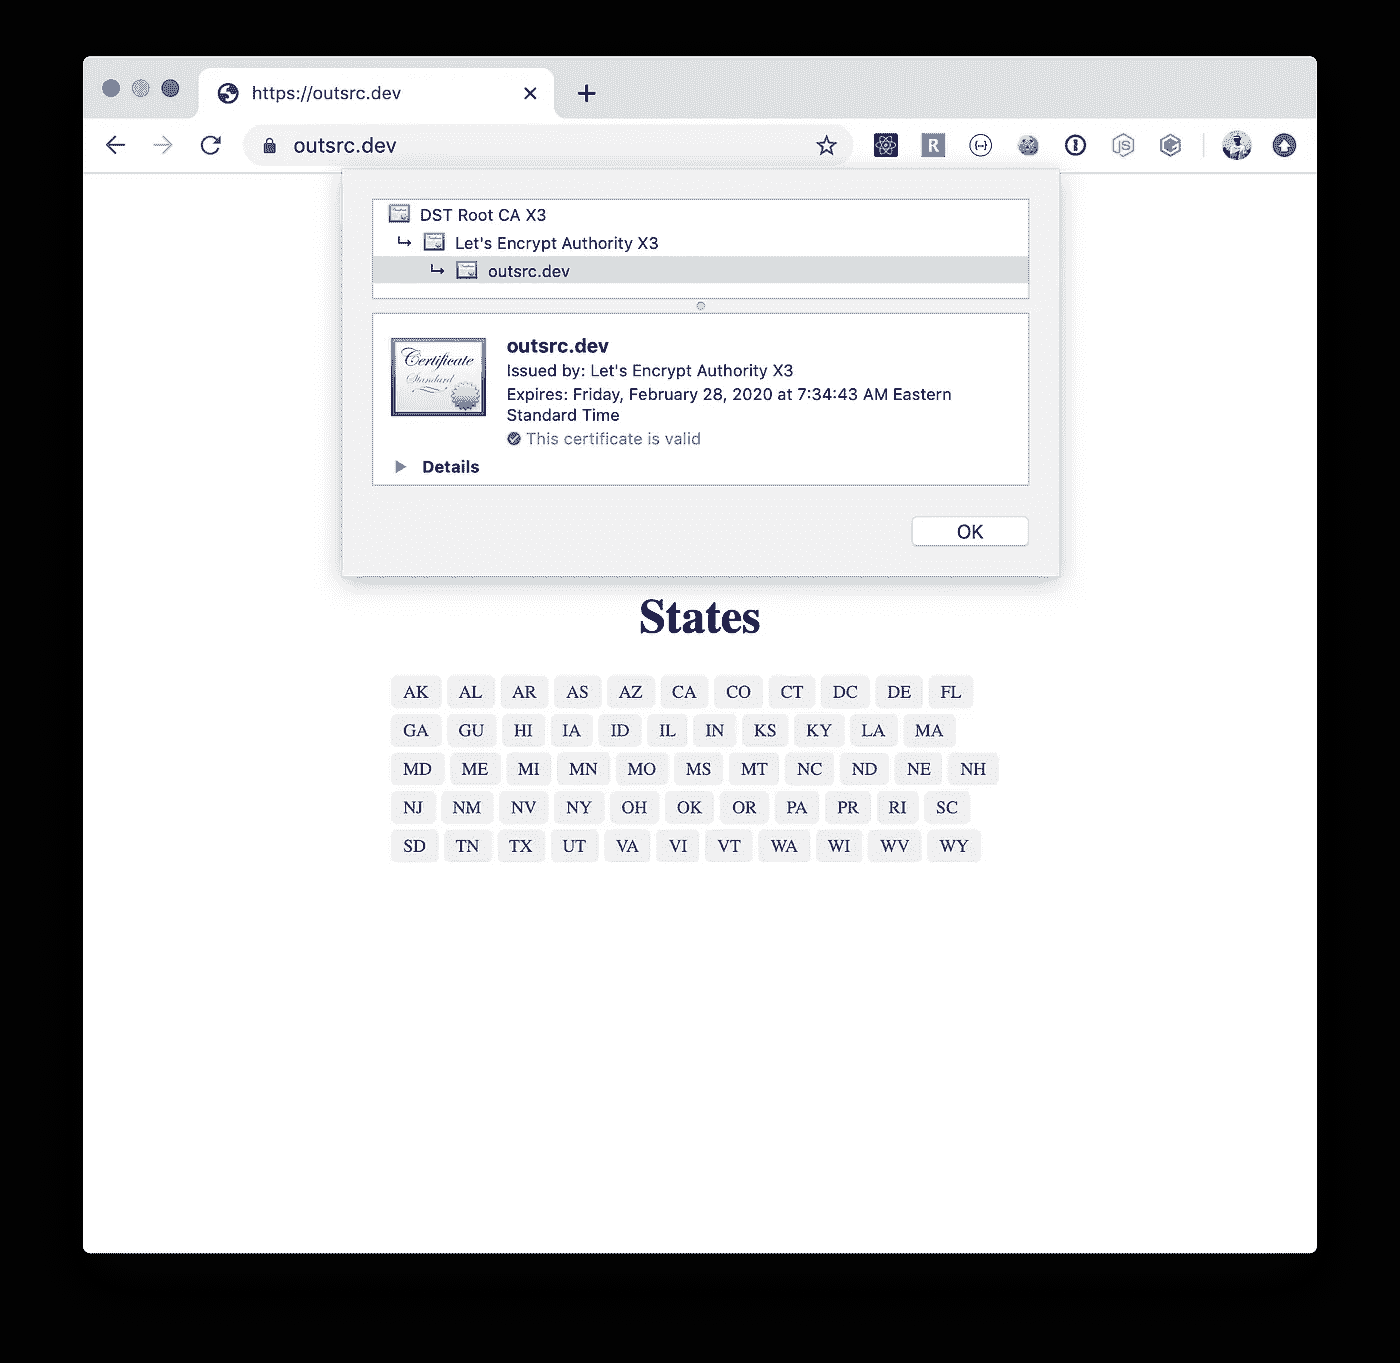 https://outsrc.dev
outsrc.dev
R
JS
DST Root CA X3
Let's Encrypt Authority X3
outsrc.dev
Certificate
Standard
outsrc.dev
Issued by: Let's Encrypt Authority X3
Expires: Friday, February 28, 2020 at 7:34:43 AM Eastern
Standard Time
This certificate is valid
Details
OK
States
AK AL AR AS AZ CA CO CT DC DE FL
GA GU HI IA ID IL IN KS KY LA MA
MD ME MI MN MO MS MT NC ND NE NH
NJ NM NV NY OH OK OR PA PR RI SC
SD TN TX UT VA VI VT WA WI WV WY